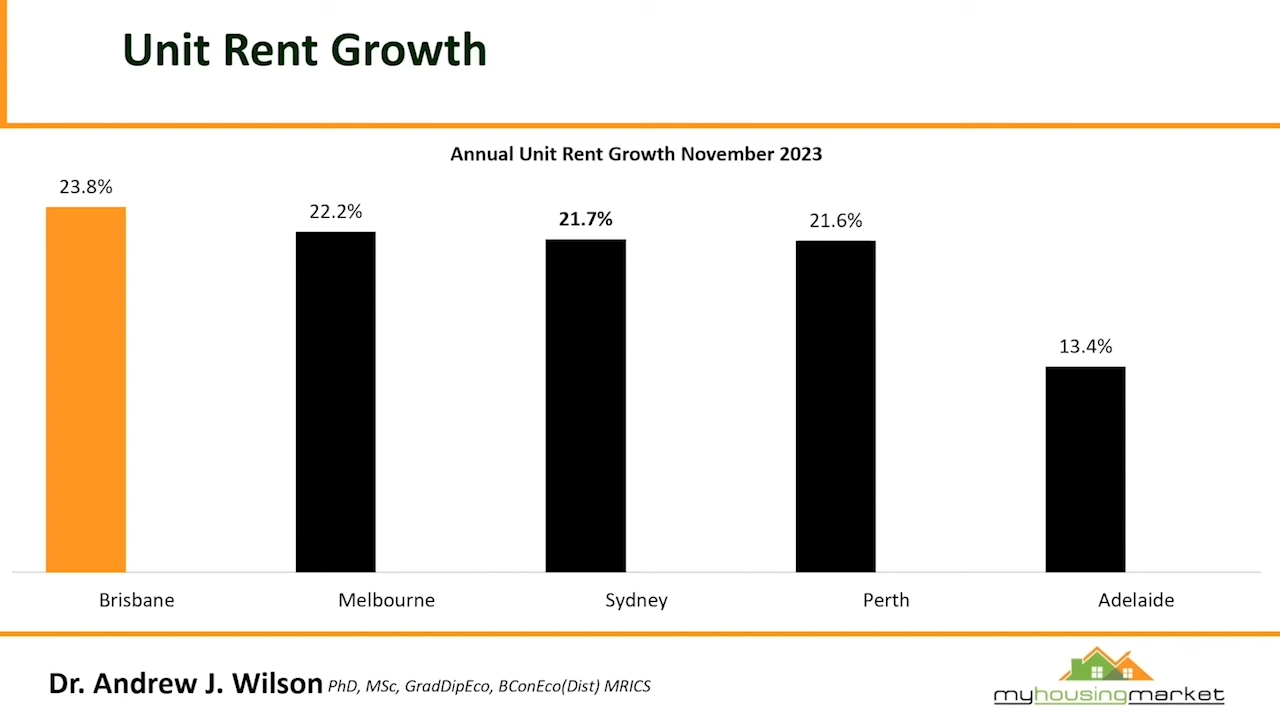 Unit Rent Growth
Annual Unit Rent Growth November 2023
23.8%
22.2%
21.7%
21.6%
13.4%
Brisbane
Melbourne
Sydney
Perth
Adelaide
Dr. Andrew J. Wilson PhD, MSc, GradDipEco, BConEco(Dist) MRICS
myhousingmarket